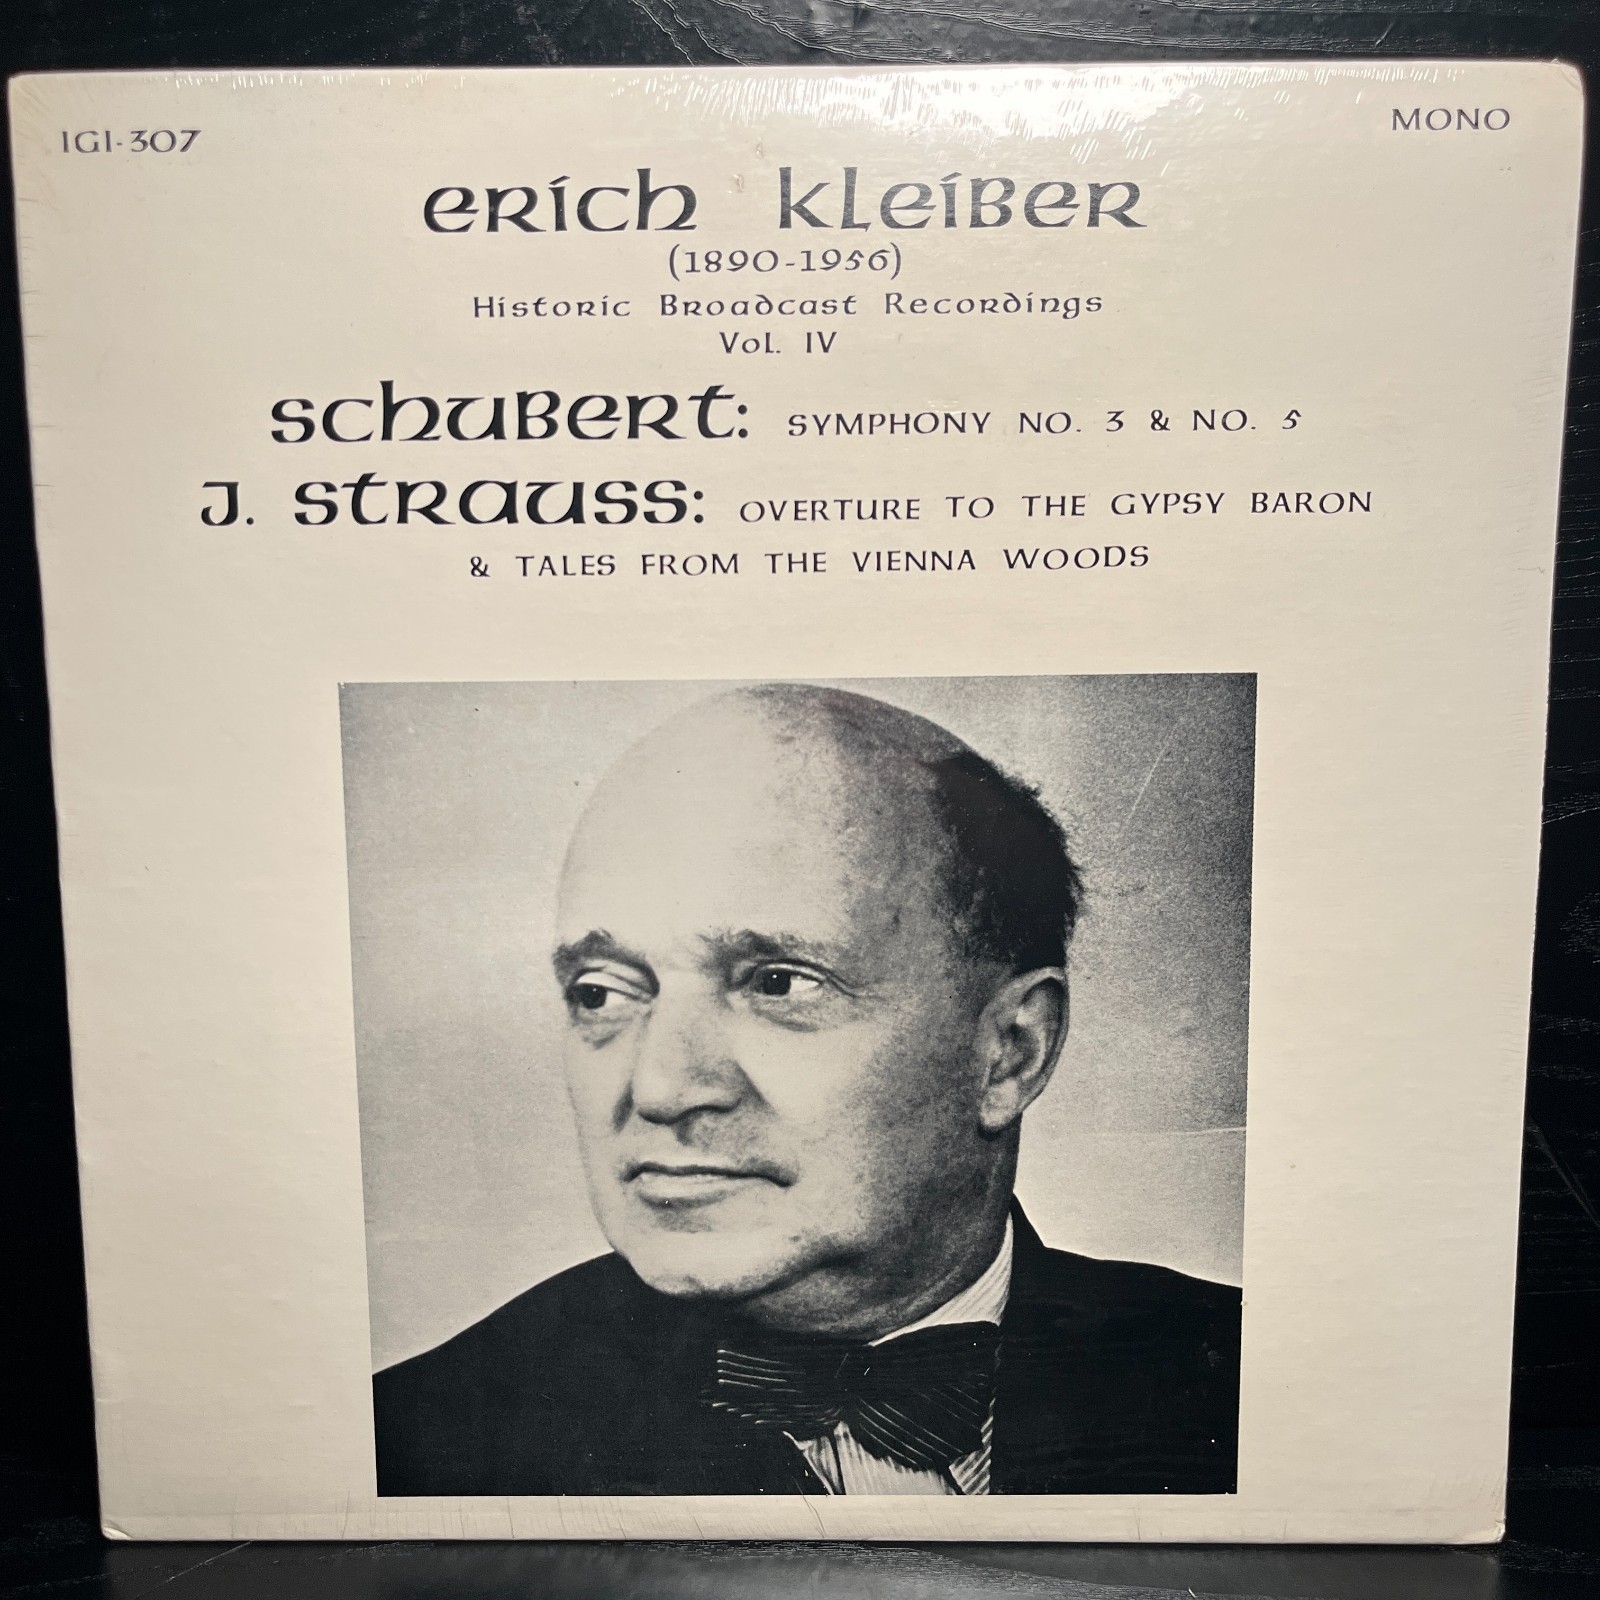 IGI-307
MONO
Erich Kleiber
(1890-1956)
Historic Broadcast Recordings
Vol. IV
Schubert: SYMPHONY NO. 3 & NO. 5
J. Strauss: OVERTURE TO THE GYPSY BARON
& TALES FROM THE VIENNA WOODS